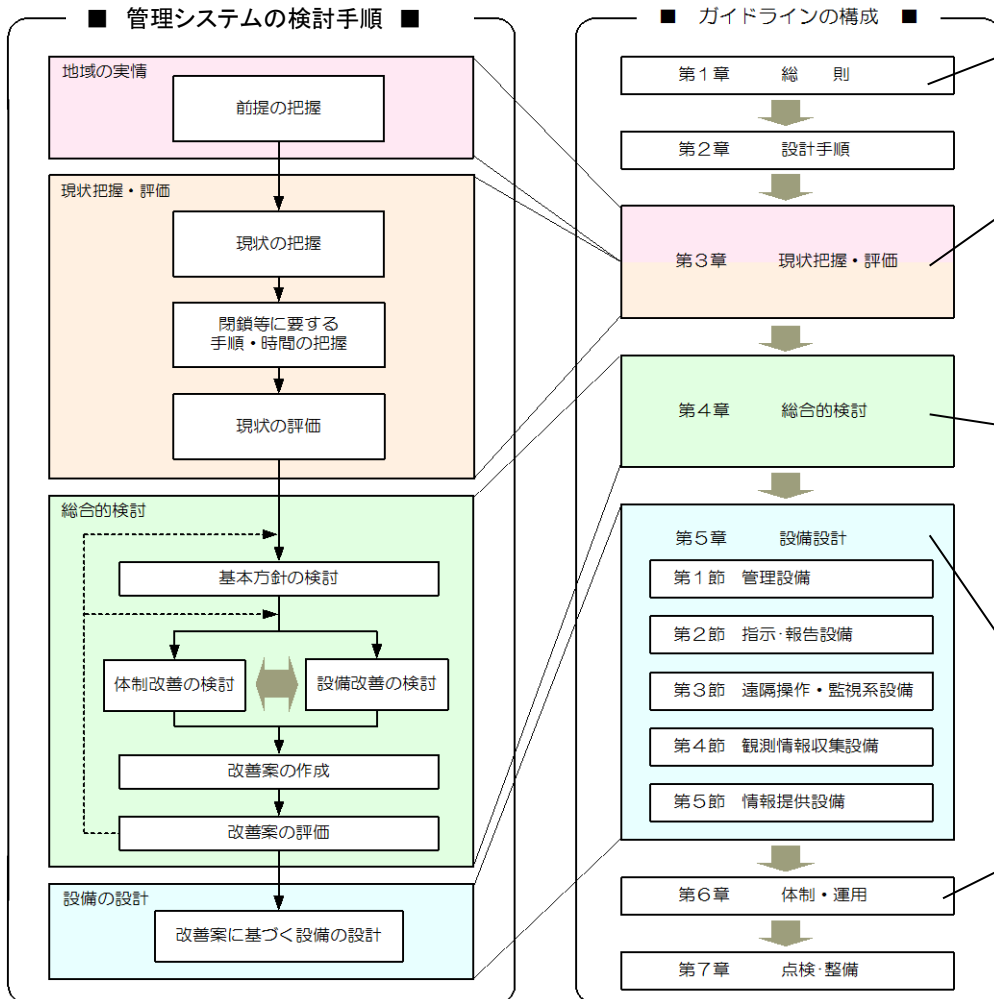 ■ 管理システムの検討手順 ■
地域の実情
前提の把握
現状把握・評価
現状の把握
閉鎖等に要する
手順・時間の把握
現状の評価
総合的検討
基本方針の検討
体制改善の検討
設備改善の検討
改善案の作成
改善案の評価
設備の設計
改善案に基づく設備の設計
■ ガイドラインの構成 ■
第1章 総 則
第2章 設計手順
第3章 現状把握・評価
第4章 総合的検討
第5章 設備設計
第1節 管理設備
第2節 指示・報告設備
第3節 遠隔操作・監視系設備
第4節 観測情報収集設備
第5節 情報提供設備
第6章 体制・運用
第7章 点検・整備